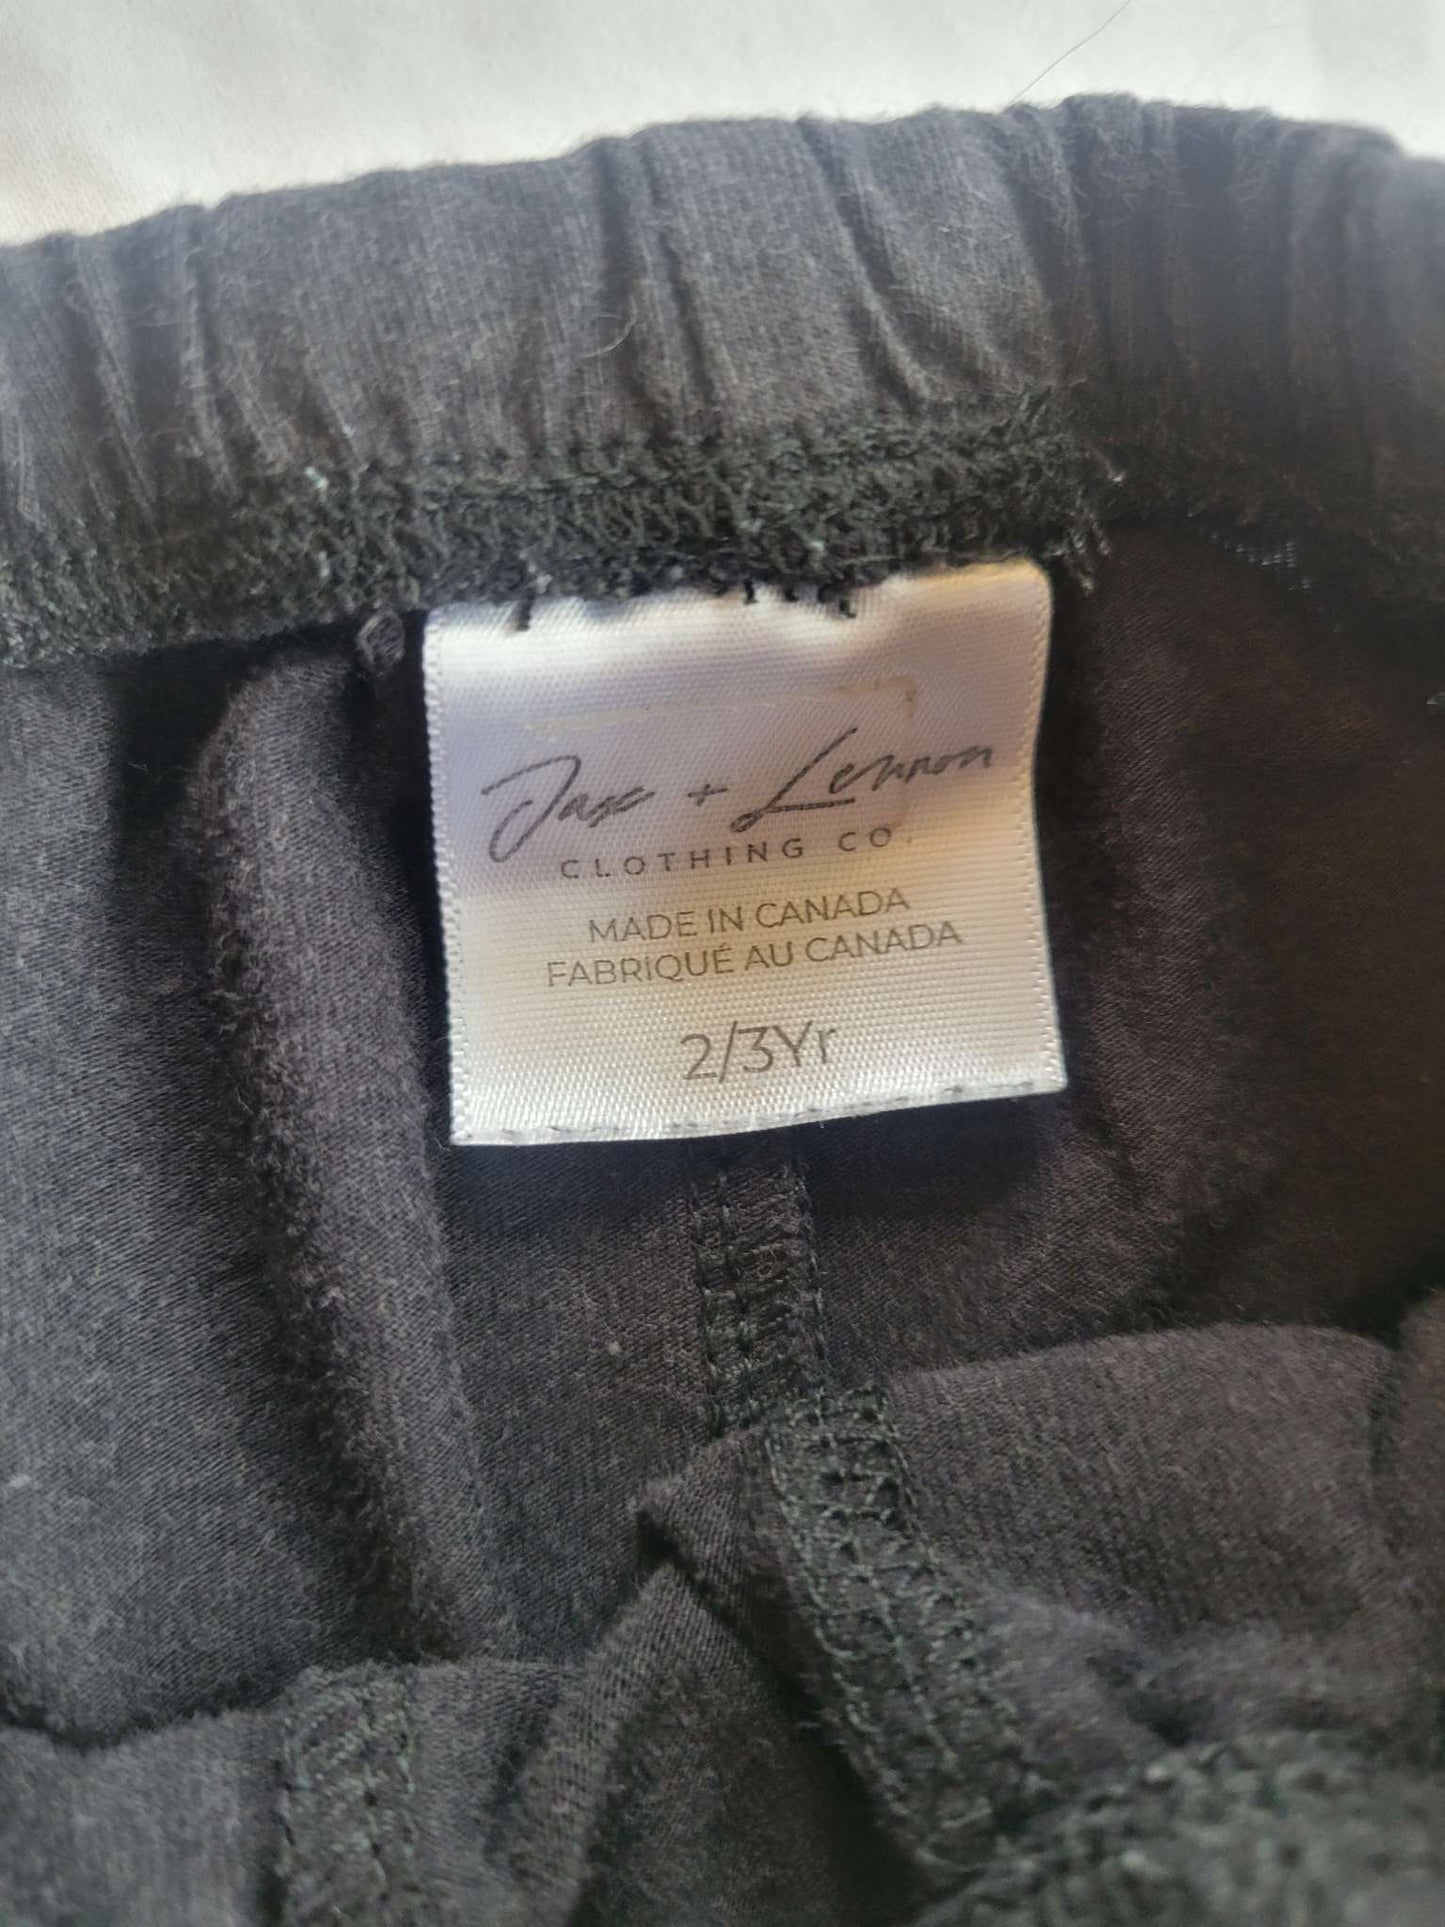 Jax + Lennon
CLOTHING CO.
MADE IN CANADA
FABRIQUÉ AU CANADA
2/3Yr